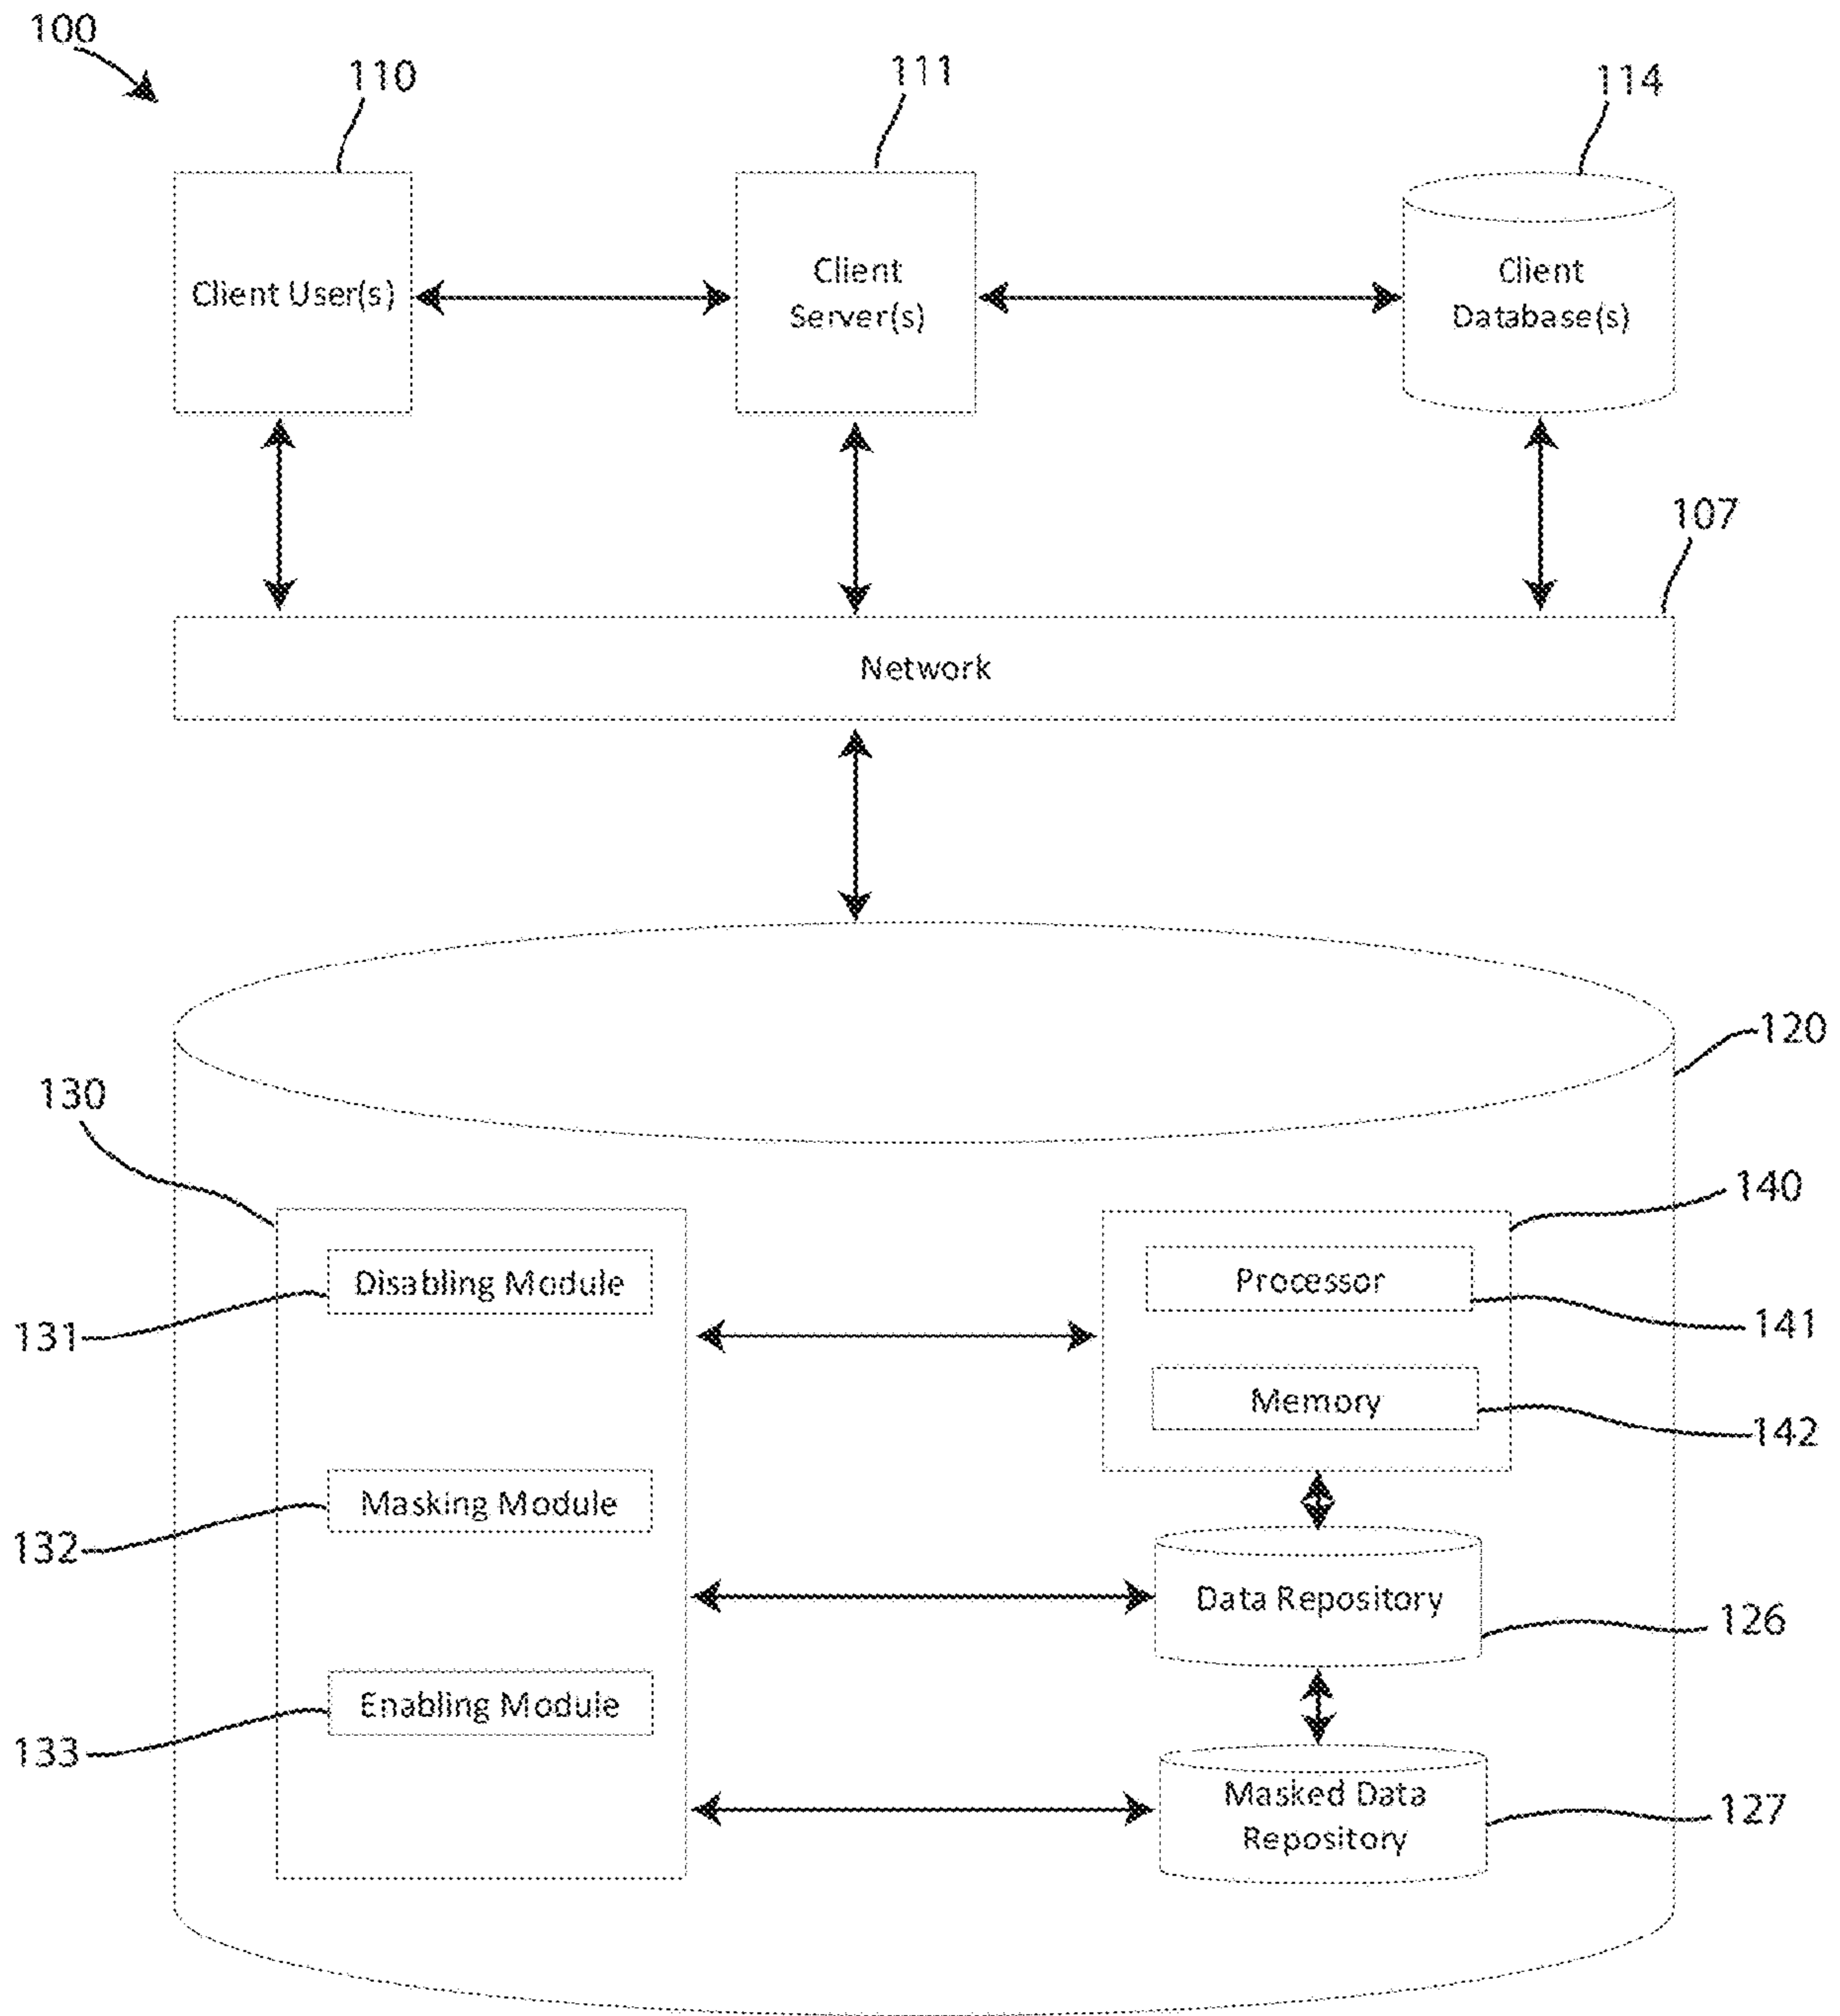 100
110
111
114
Client User(s)
Client
Server(s)
Client
Database(s)
107
Network
120
130
140
Disabling Module
Processor
131
141
Memory
142
Masking Module
132
Data Repository
126
Enabling Module
133
Masked Data
Repository
127